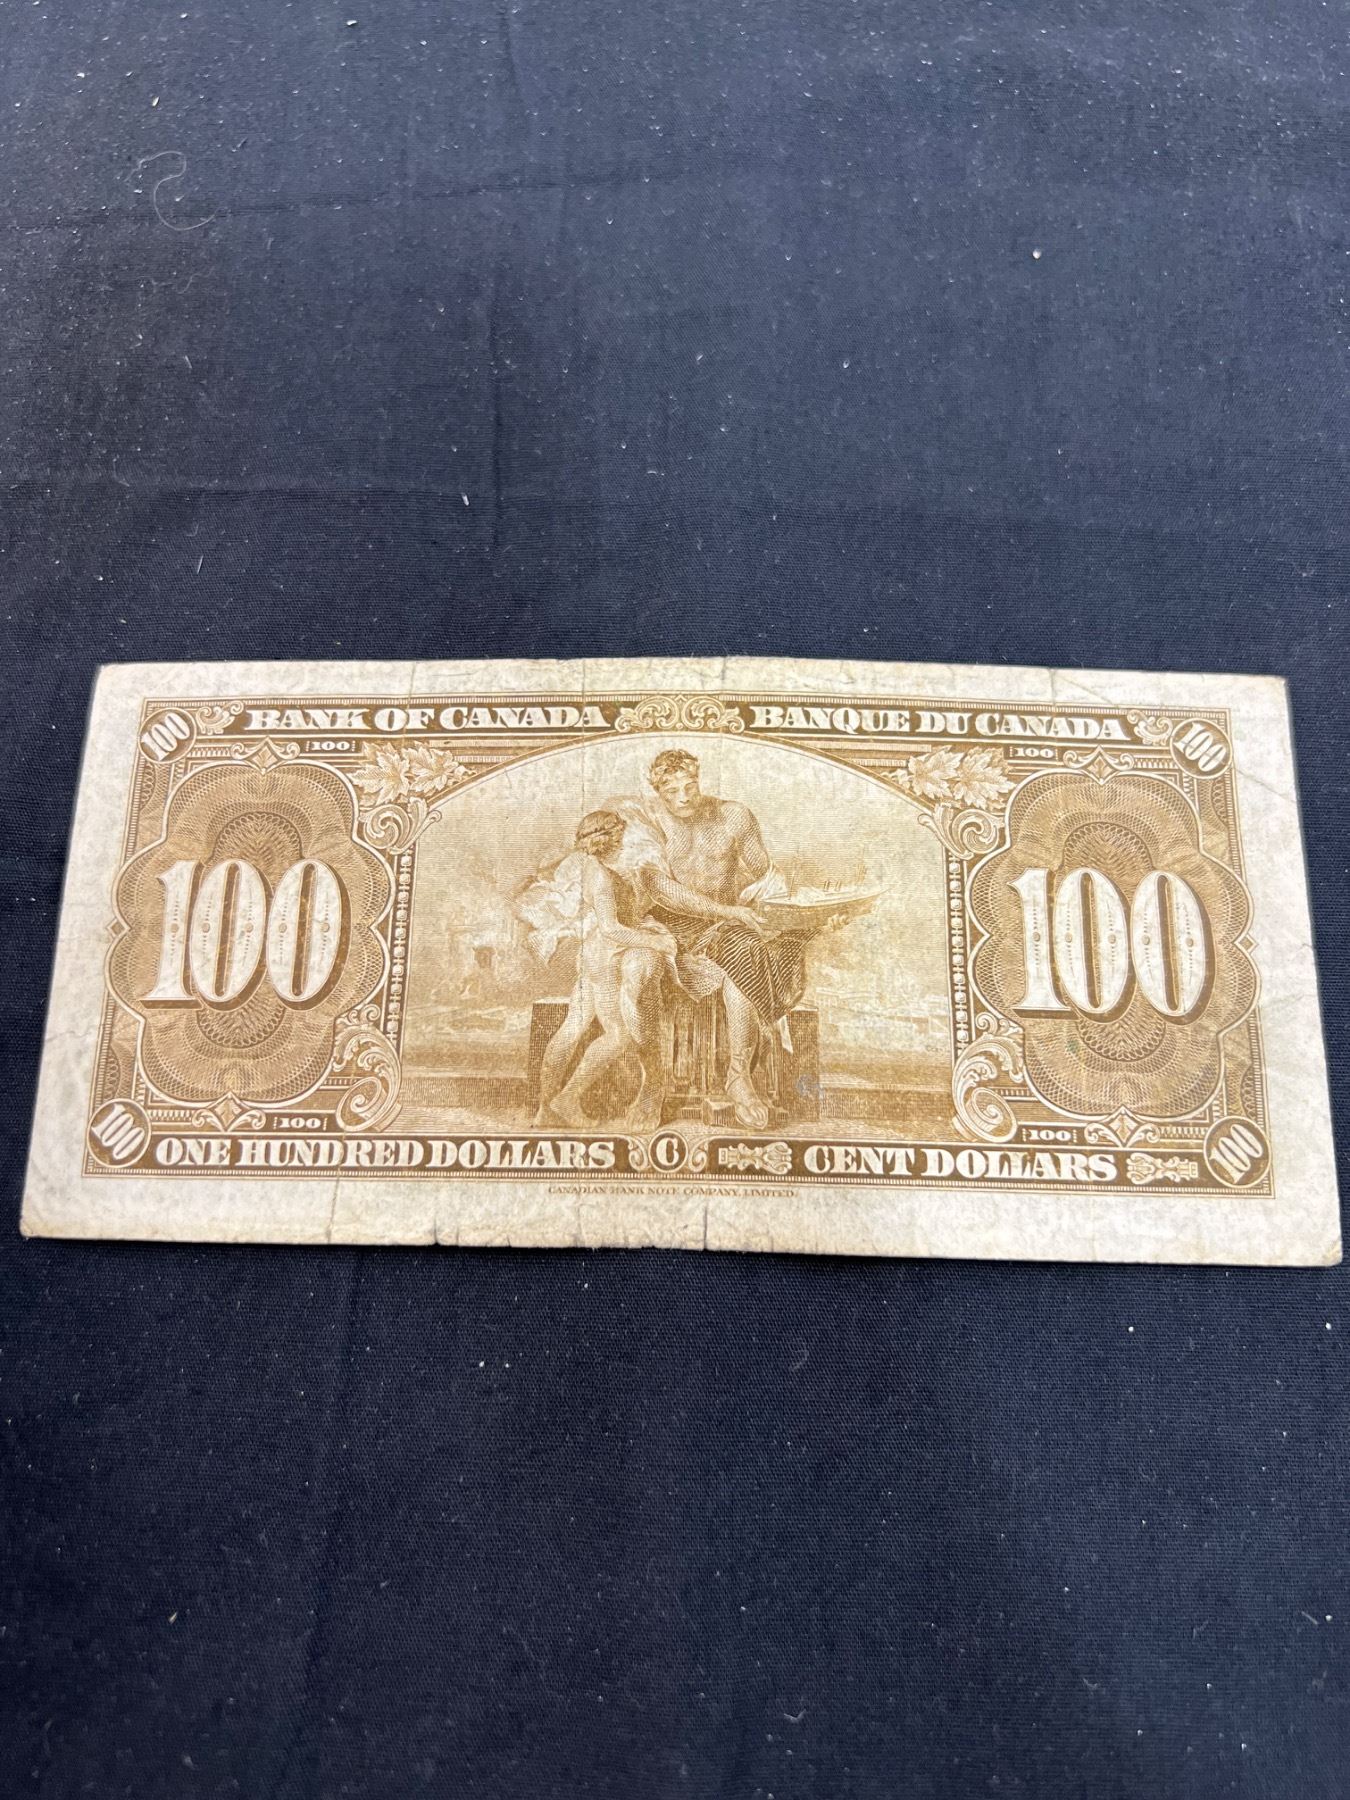 BANK OF CANADA BANQUE DU CANADA
100 100 100 100
100 100
100 100 100 100
ONE HUNDRED DOLLARS C CENT DOLLARS
CANADIAN BANK NOTE COMPANY, LIMITED.